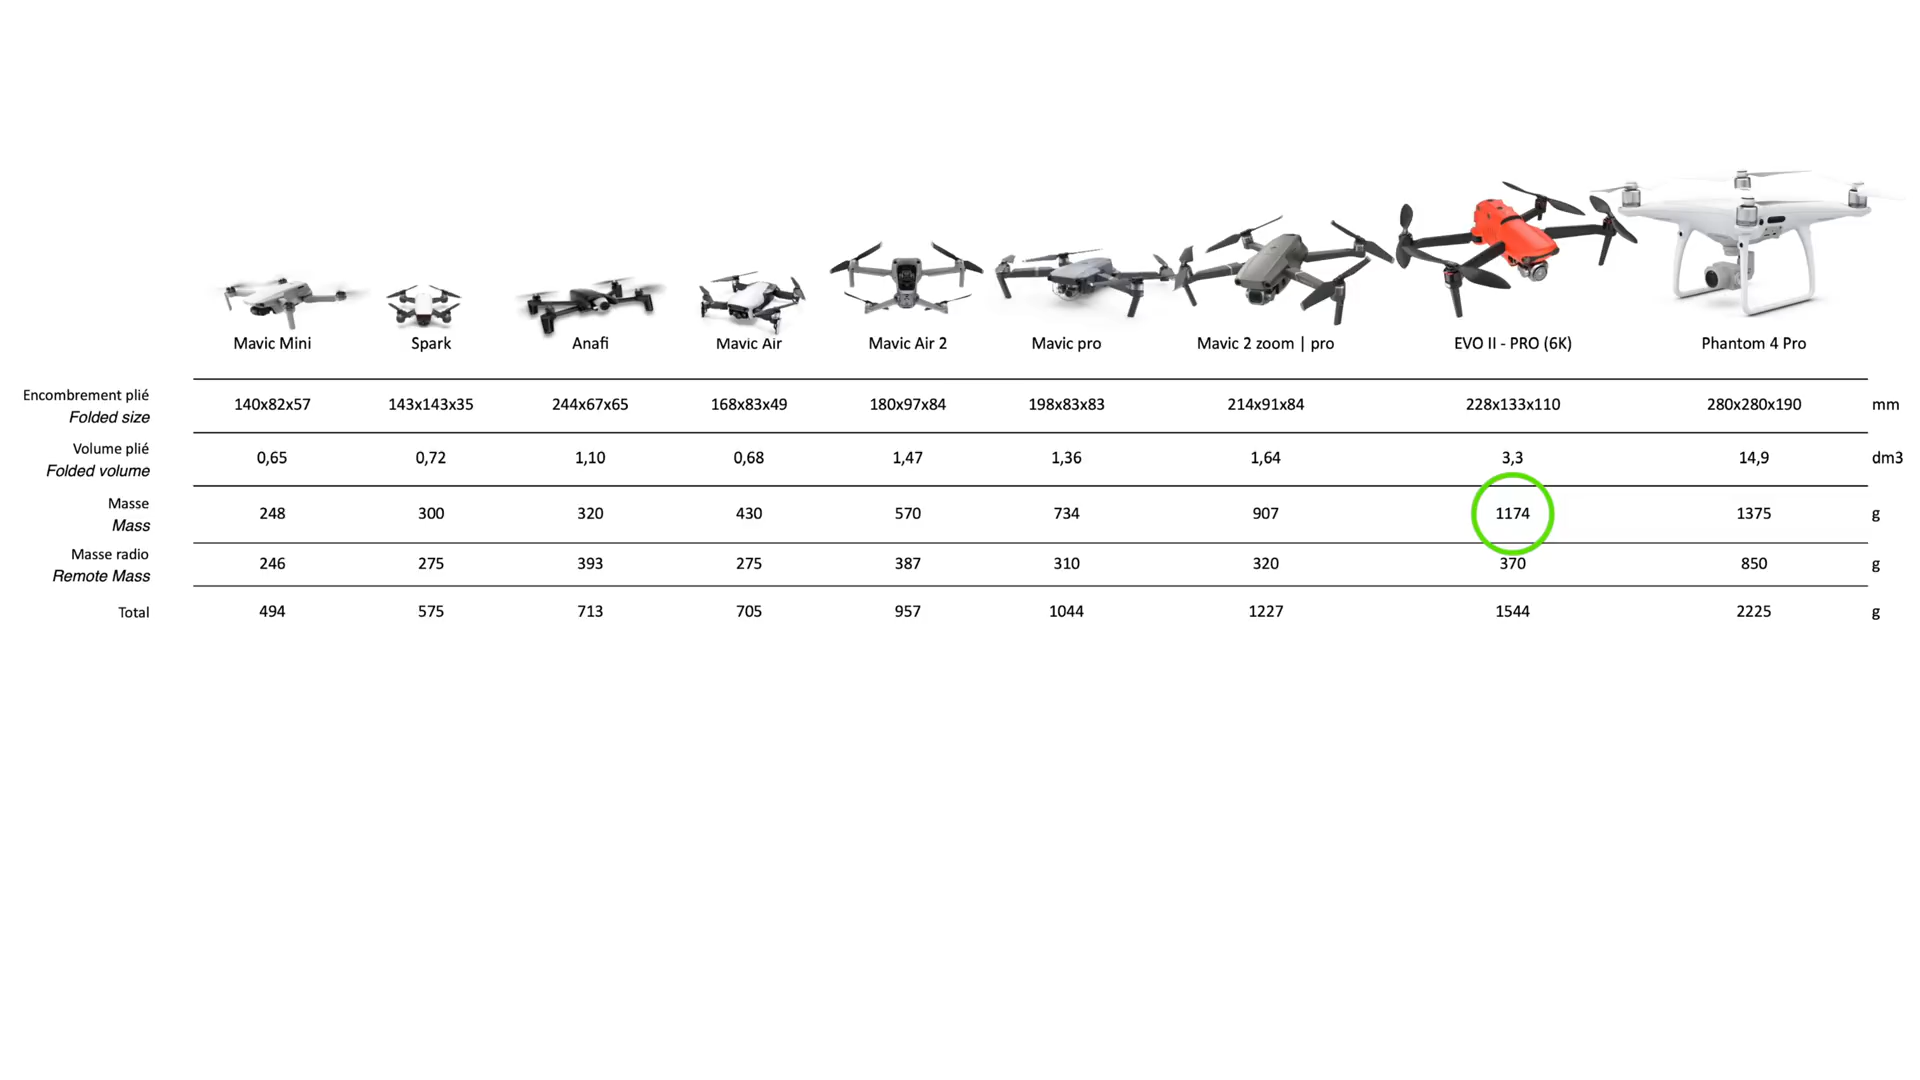 Mavic Mini Spark Anafi Mavic Air Mavic Air 2 Mavic pro Mavic 2 zoom | pro EVO II - PRO (6K) Phantom 4 Pro
Encombrement plié
Folded size
140x82x57 143x143x35 244x67x65 168x83x49 180x97x84 198x83x83 214x91x84 228x133x110 280x280x190 mm
Volume plié
Folded volume
0,65 0,72 1,10 0,68 1,47 1,36 1,64 3,3 14,9 dm3
Masse
Mass
248 300 320 430 570 734 907 1174 1375 g
Masse radio
Remote Mass
246 275 393 275 387 310 320 370 850 g
Total 494 575 713 705 957 1044 1227 1544 2225 g